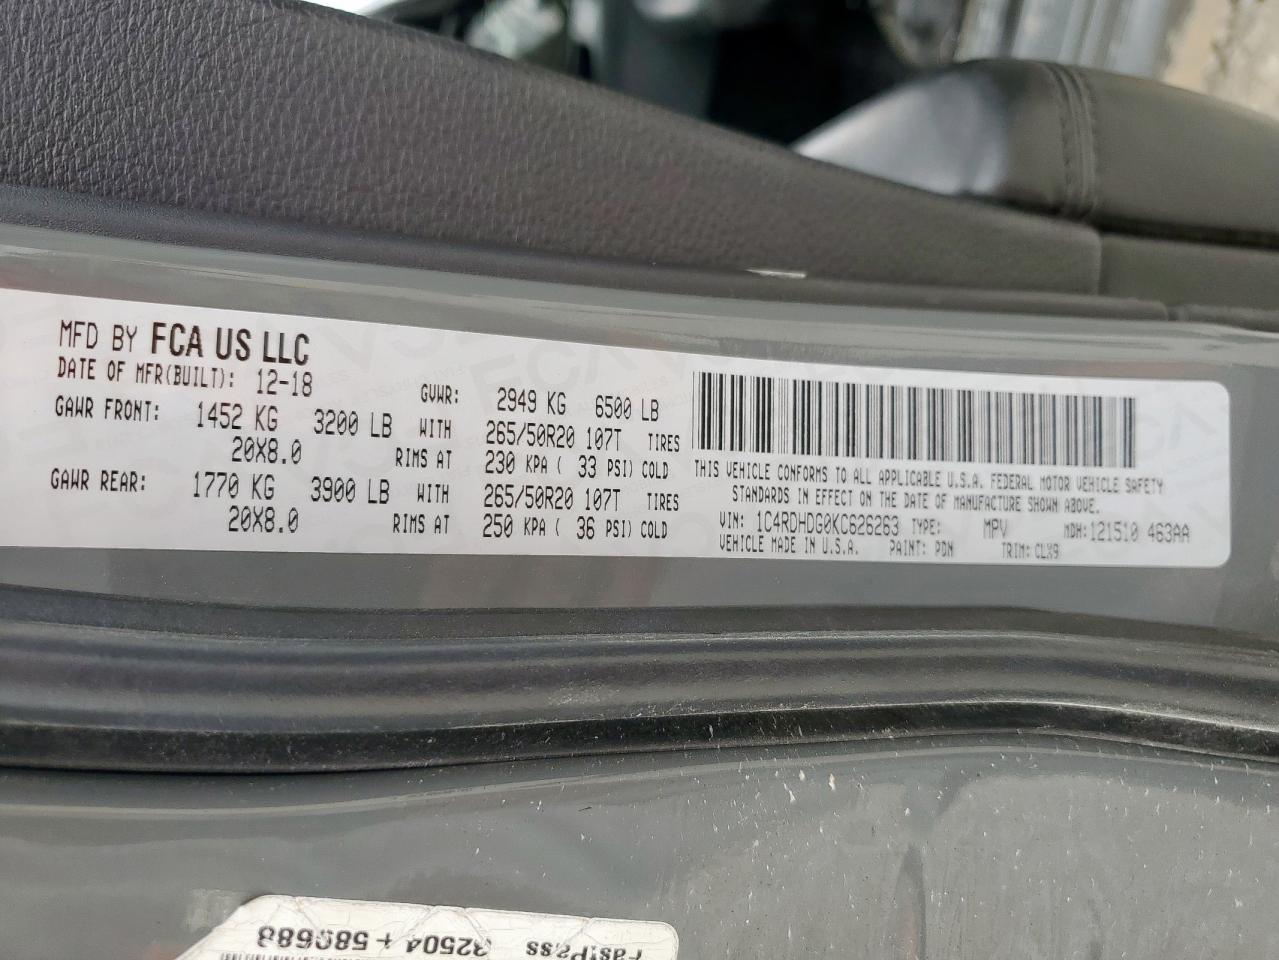 MFD BY FCA US LLC
DATE OF MFR(BUILT): 12-18 GVWR: 2949 KG 6500 LB
GAWR FRONT: 1452 KG 3200 LB WITH 265/50R20 107T TIRES
20X8.0 RIMS AT 230 KPA ( 33 PSI) COLD
GAWR REAR: 1770 KG 3900 LB WITH 265/50R20 107T TIRES
20X8.0 RIMS AT 250 KPA ( 36 PSI) COLD
THIS VEHICLE CONFORMS TO ALL APPLICABLE U.S.A. FEDERAL MOTOR VEHICLE SAFETY
STANDARDS IN EFFECT ON THE DATE OF MANUFACTURE SHOWN ABOVE.
VIN: 1C4RDHDG0KC626263 TYPE: MPV MDH: 121510 463AA
VEHICLE MADE IN U.S.A. PAINT: PDN TRIM: CLX9
FastPass 32504 + 589688